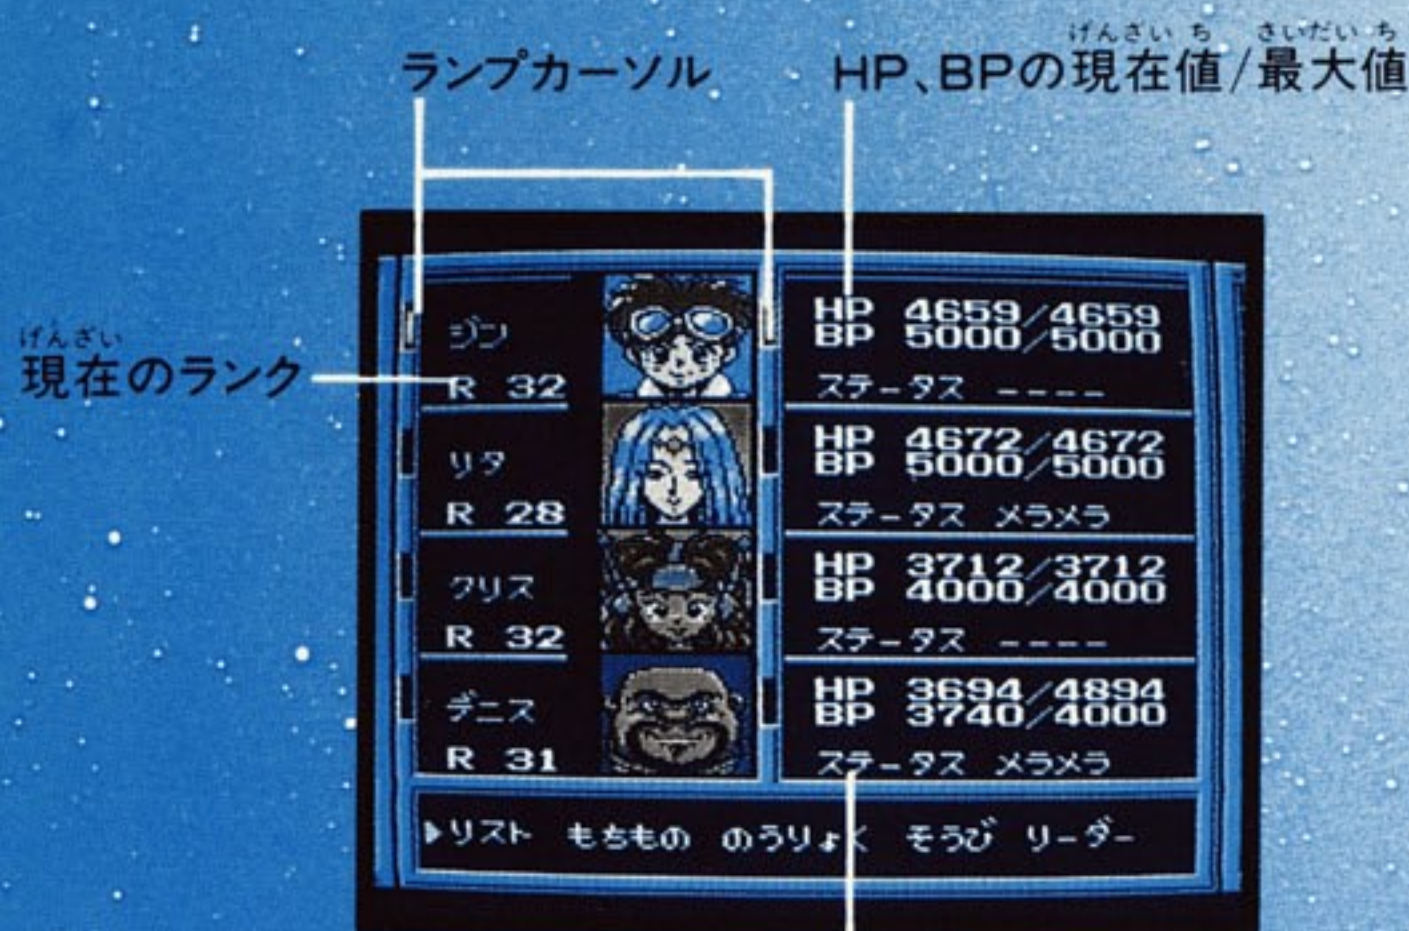 げんざい ち さいだい ち
ランプカーソル HP、BPの現在値/最大値
げんざい
現在のランク
ジン
R 32
HP 4659/4659
BP 5000/5000
ステータス ----
リタ
R 28
HP 4672/4672
BP 5000/5000
ステータス メラメラ
クリス
R 32
HP 3712/3712
BP 4000/4000
ステータス ----
デニス
R 31
HP 3694/4894
BP 3740/4000
ステータス メラメラ
▶リスト もちもの のうりょく そうび リーダー